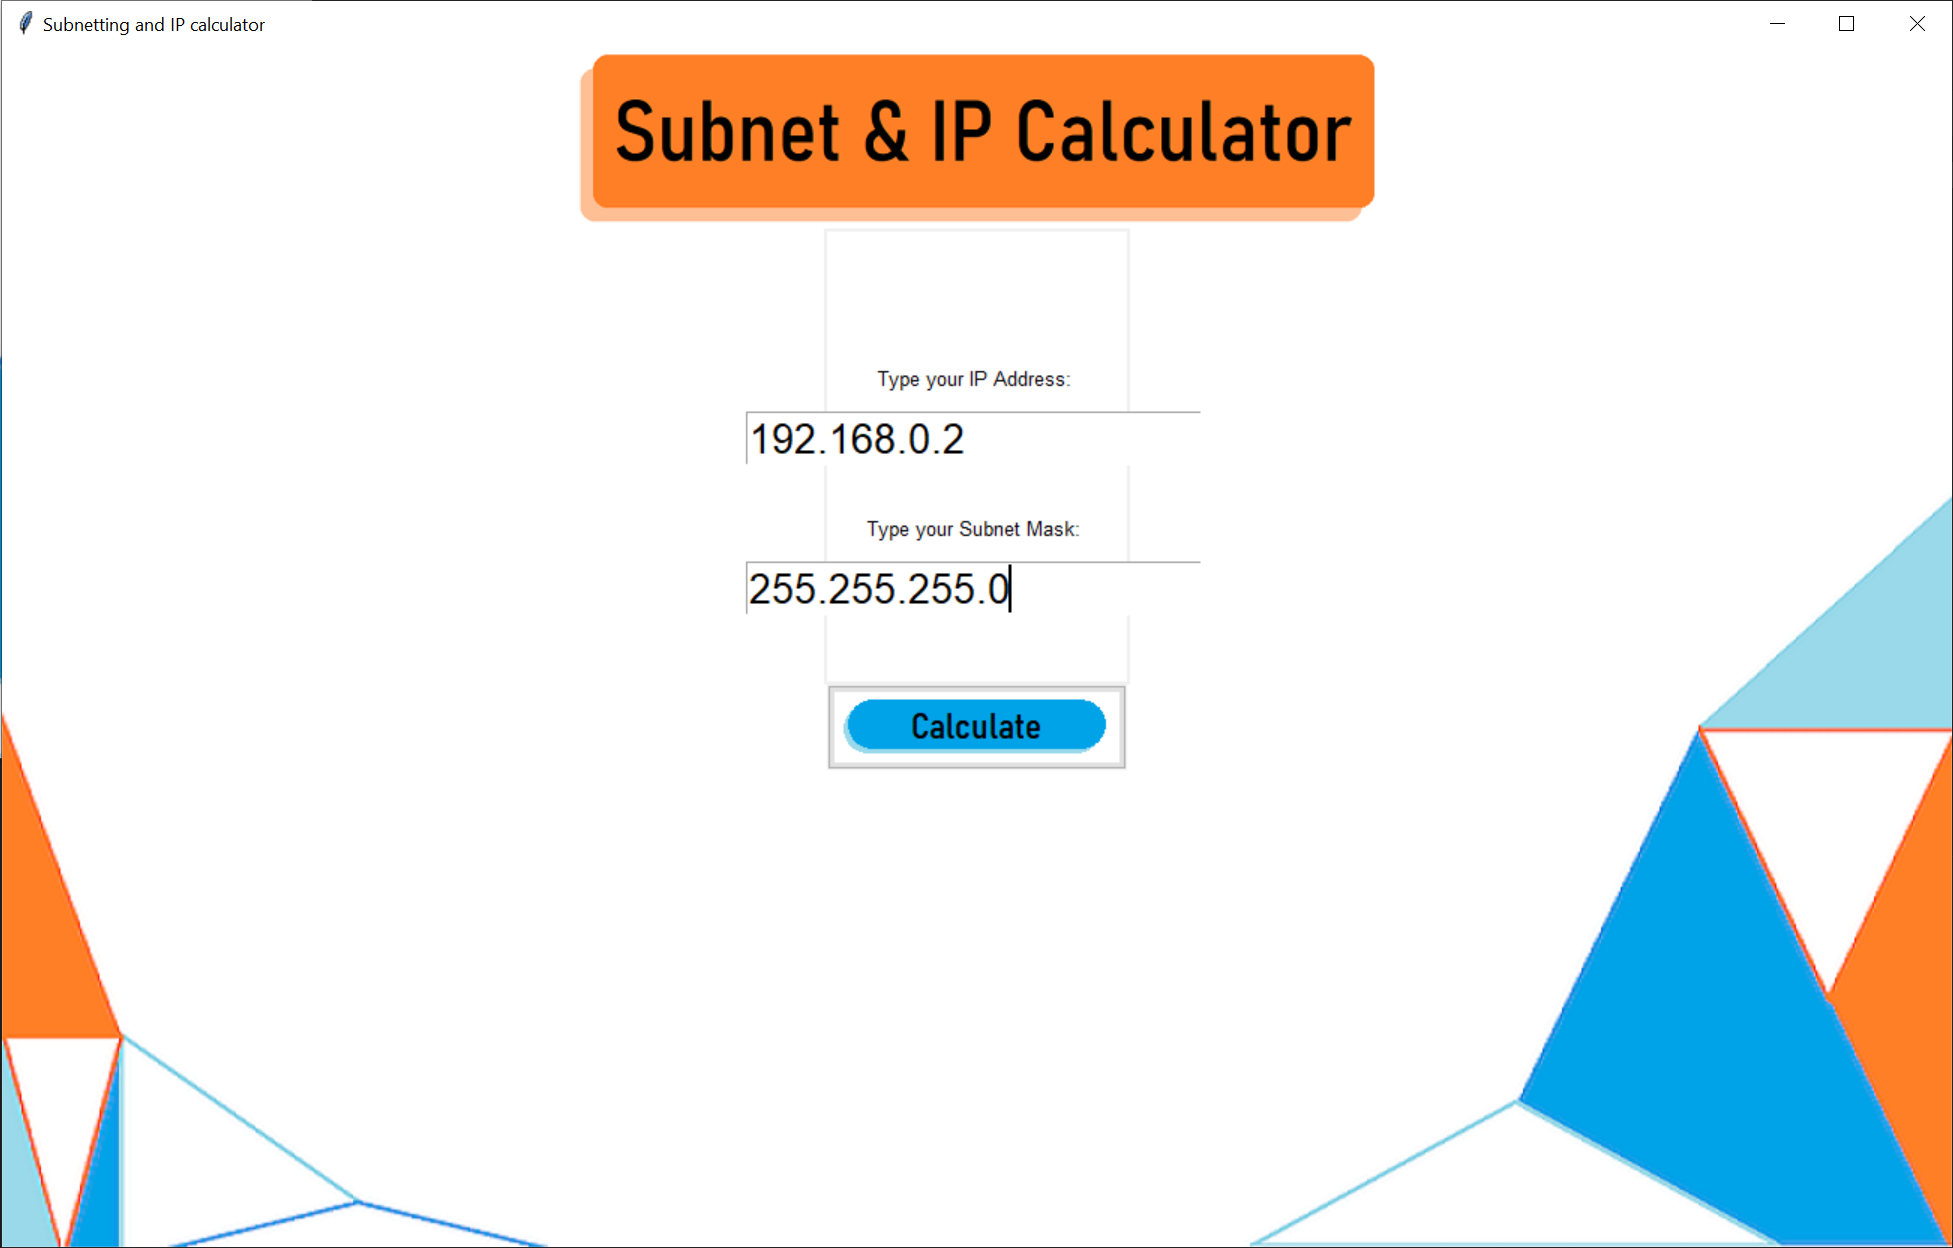 Subnetting and IP calculator
Subnet & IP Calculator
Type your IP Address:
192.168.0.2
Type your Subnet Mask:
255.255.255.0
Calculate